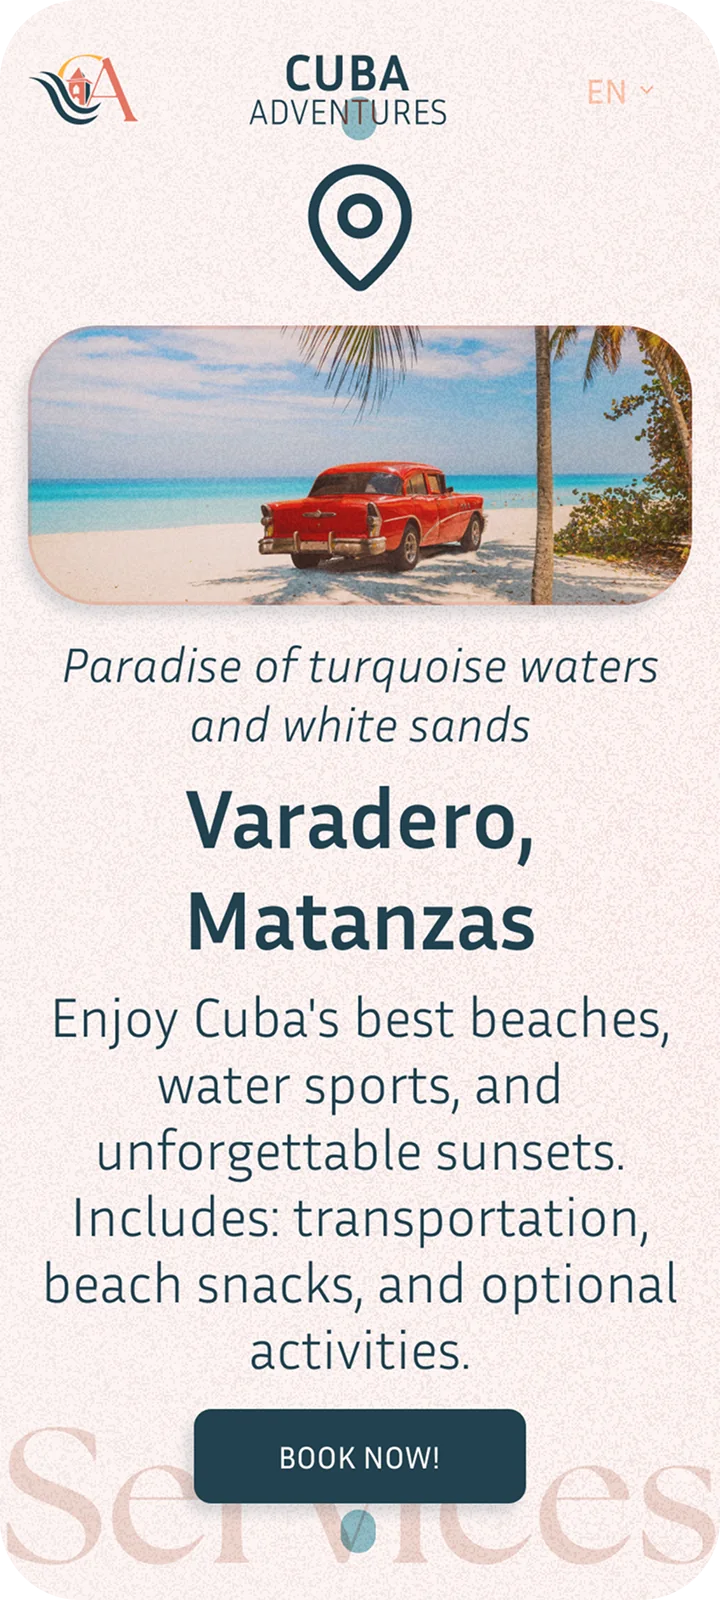 CA
CUBA
ADVENTURES
EN
Paradise of turquoise waters
and white sands
Varadero,
Matanzas
Enjoy Cuba's best beaches,
water sports, and
unforgettable sunsets.
Includes: transportation,
beach snacks, and optional
activities.
BOOK NOW!
Services